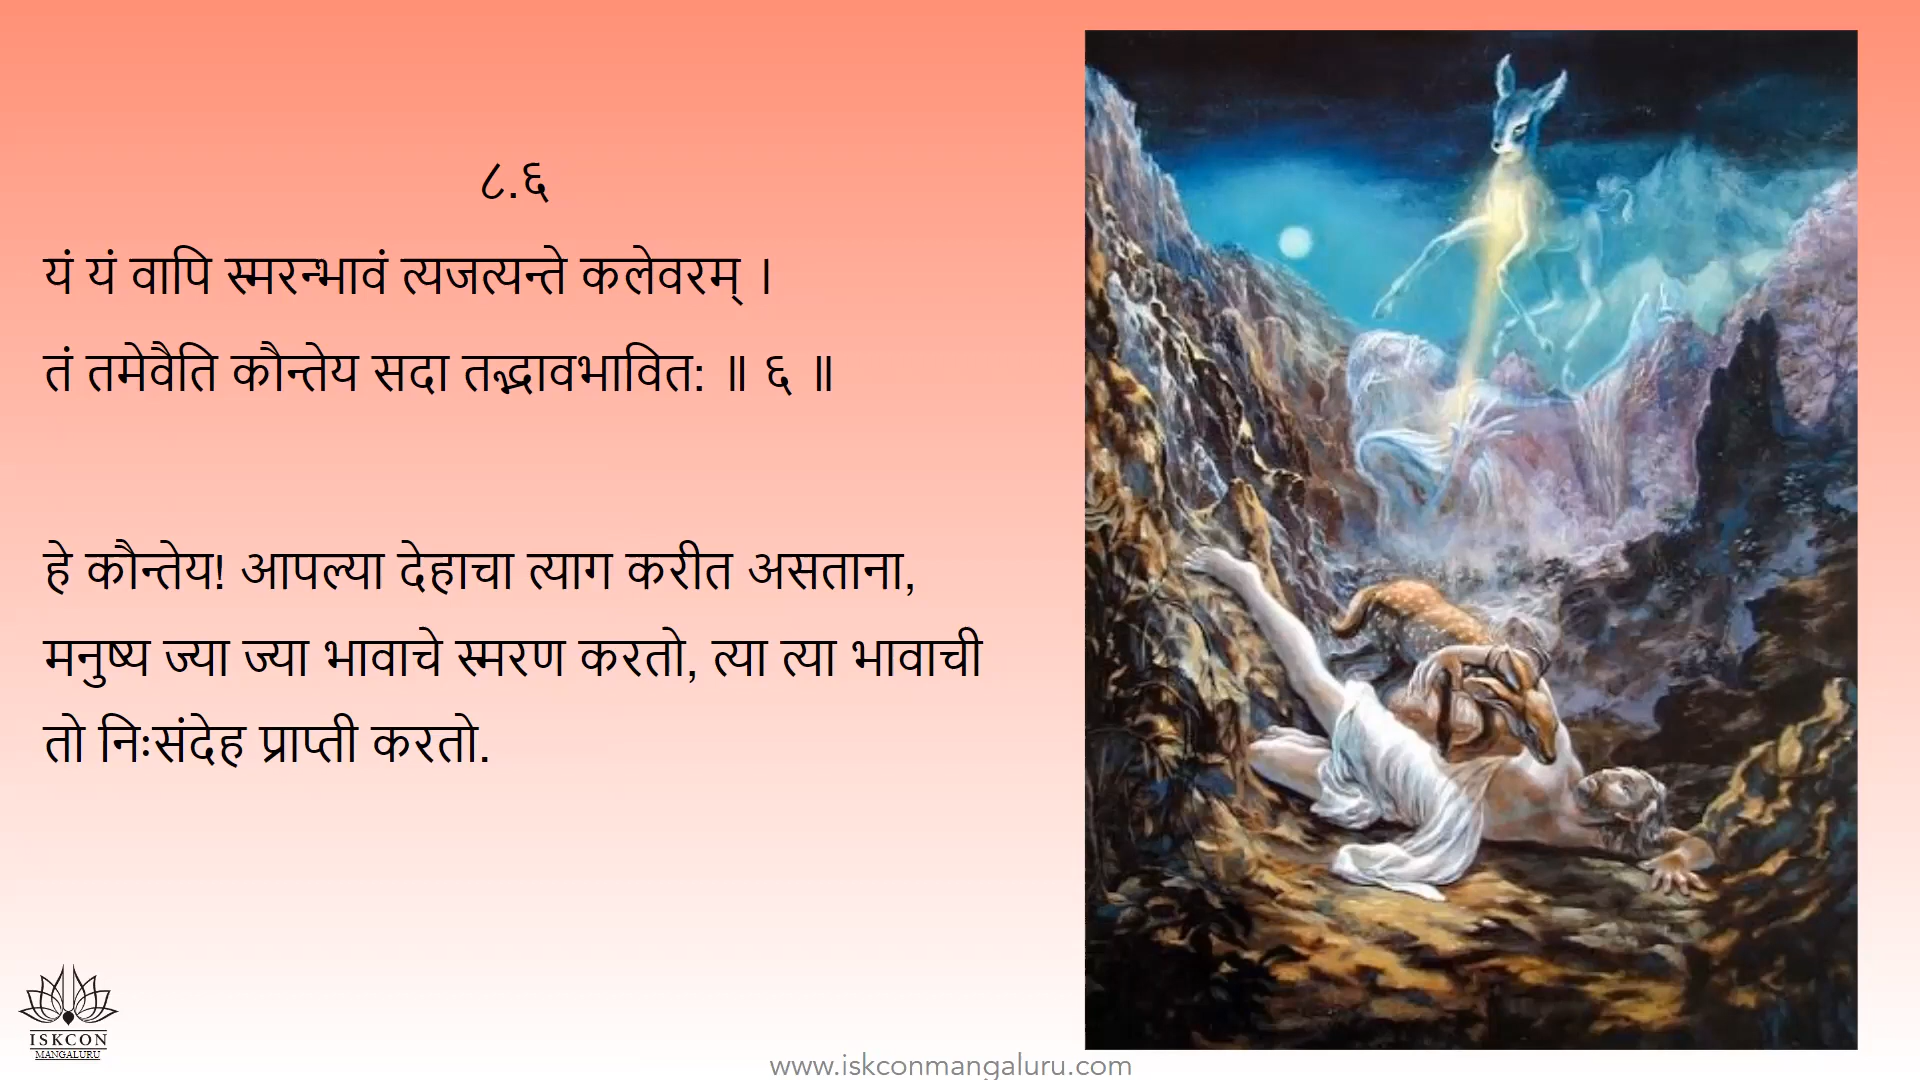 ८.६
यं यं वापि स्मरन्भावं त्यजत्यन्ते कलेवरम् ।
तं तमेवैति कौन्तेय सदा तद्भावभावित: ॥ ६ ॥
हे कौन्तेय! आपल्या देहाचा त्याग करीत असताना,
मनुष्य ज्या ज्या भावाचे स्मरण करतो, त्या त्या भावाची
तो निःसंदेह प्राप्ती करतो.
ISKCON
MANGALURU
www.iskconmangaluru.com